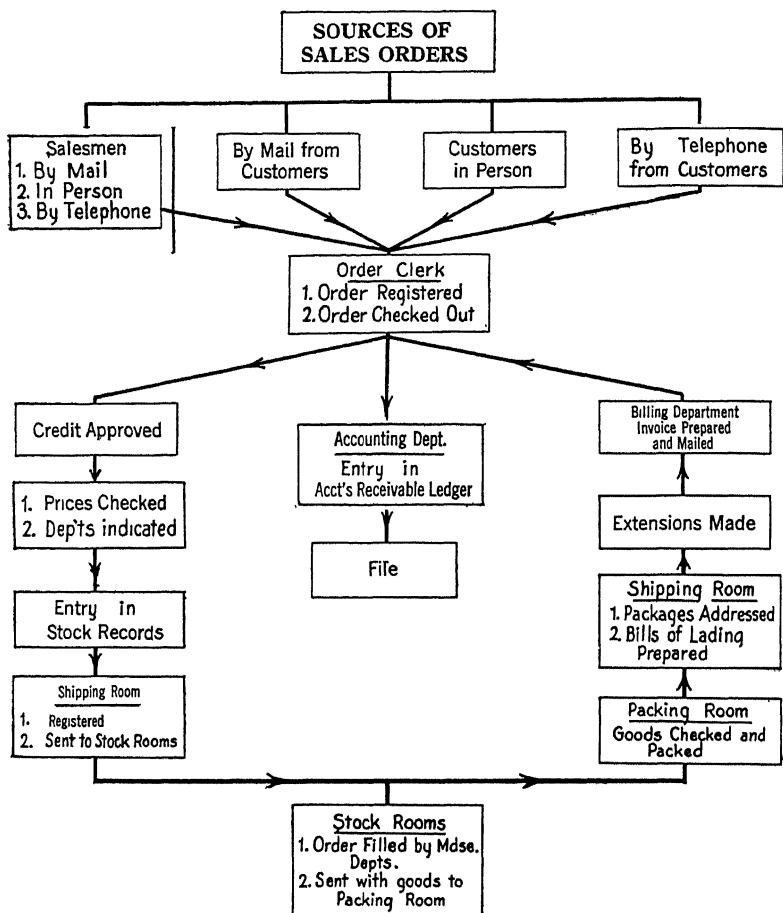 SOURCES OF
SALES ORDERS
Salesmen
1. By Mail
2. In Person
3. By Telephone
By Mail from
Customers
Customers
in Person
By Telephone
from Customers
Order Clerk
1. Order Registered
2. Order Checked Out
Credit Approved
1. Prices Checked
2. Dep'ts indicated
Entry in
Stock Records
Shipping Room
1. Registered
2. Sent to Stock Rooms
Accounting Dept.
Entry in
Acct's Receivable Ledger
File
Billing Department
Invoice Prepared
and Mailed
Extensions Made
Shipping Room
1. Packages Addressed
2. Bills of Lading
Prepared
Packing Room
Goods Checked and
Packed
Stock Rooms
1. Order Filled by Mdse.
Depts.
2. Sent with goods to
Packing Room